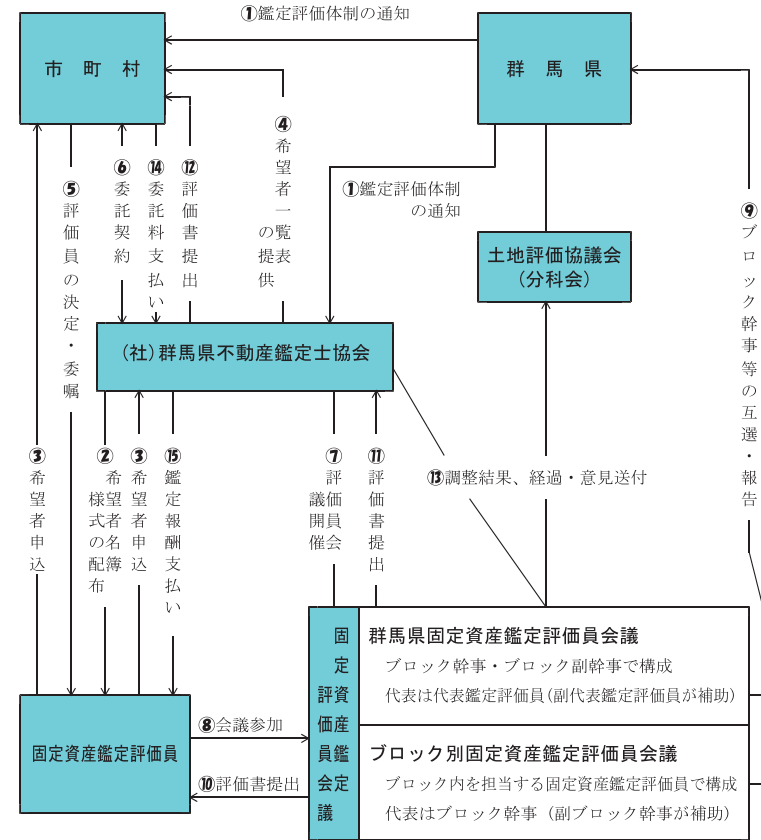 ①鑑定評価体制の通知
市町村
群馬県
①鑑定評価体制
の通知
④希望者一覧表
の提供
⑥委託契約
⑭委託料支払い
⑫評価書提出
⑤評価員の決定・委嘱
⑨ブロック幹事等の互選・報告
土地評価協議会
(分科会)
(社)群馬県不動産鑑定士協会
③希望者申込
②希望者名簿
様式の配布
③希望者申込
⑮鑑定報酬支払い
⑦評価員会
議開催
⑪評価書提出
⑬調整結果、経過・意見送付
固定資産鑑定
評価員会議
群馬県固定資産鑑定評価員会議
ブロック幹事・ブロック副幹事で構成
代表は代表鑑定評価員(副代表鑑定評価員が補助)
固定資産鑑定評価員
⑧会議参加
⑩評価書提出
ブロック別固定資産鑑定評価員会議
ブロック内を担当する固定資産鑑定評価員で構成
代表はブロック幹事(副ブロック幹事が補助)